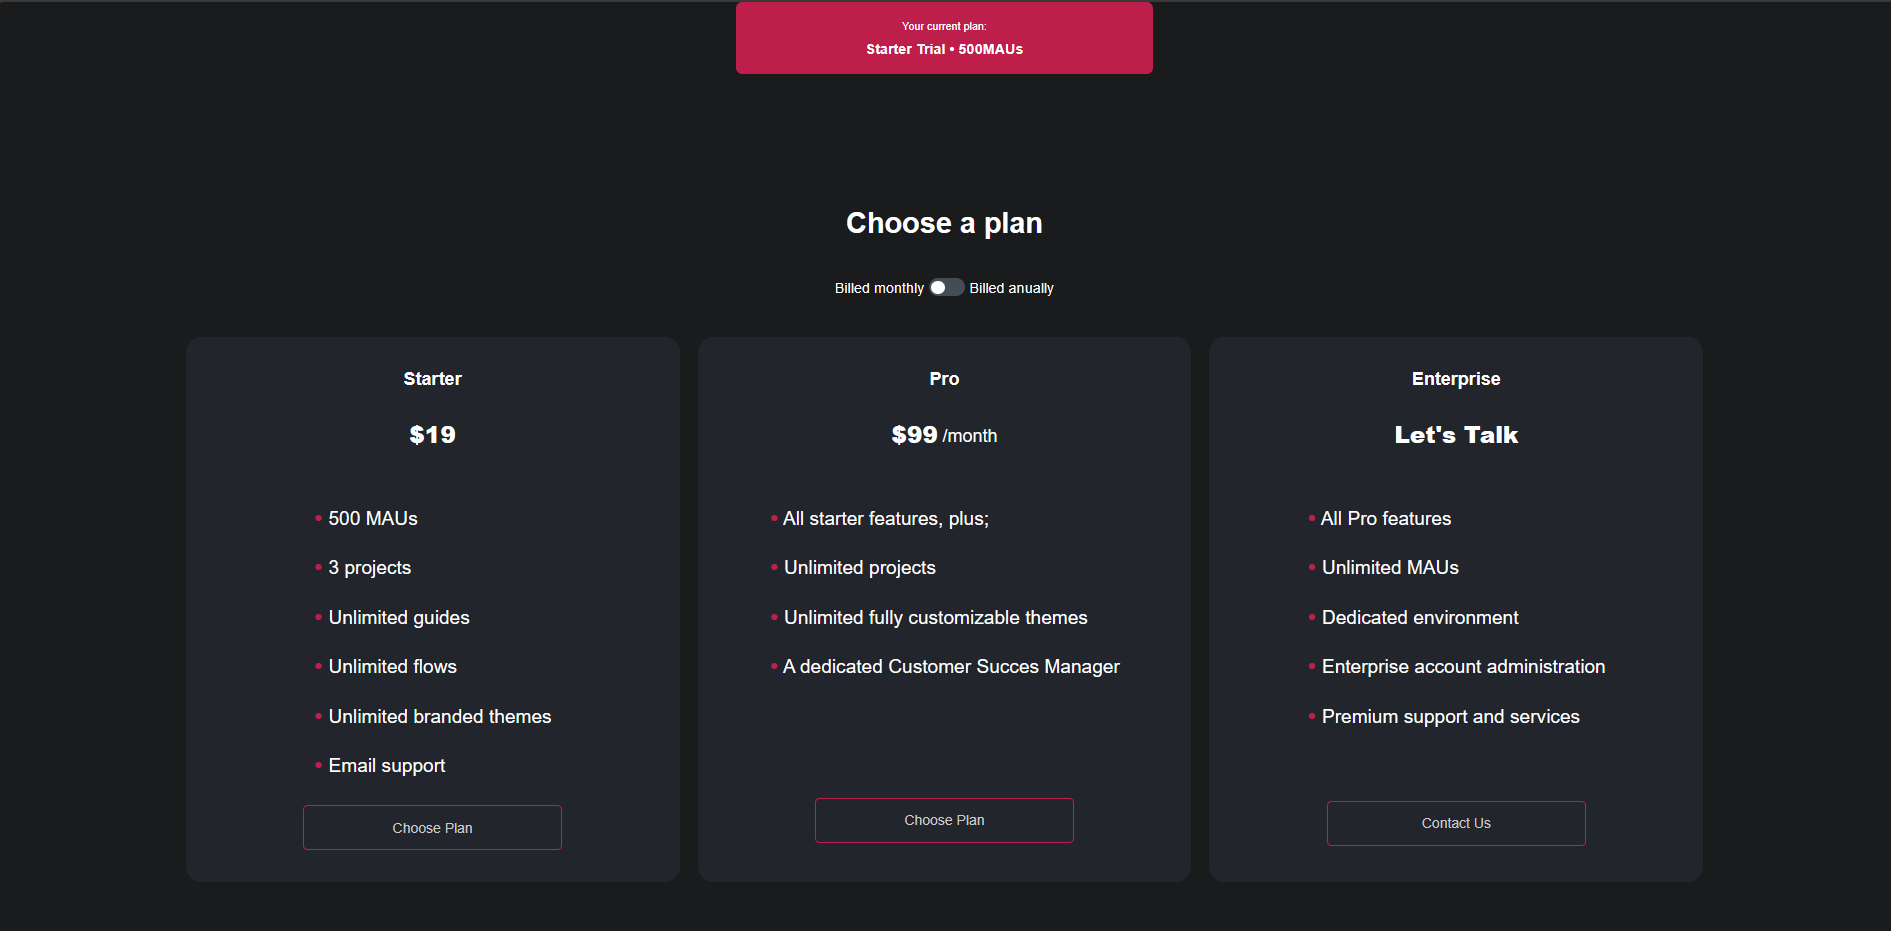 Your current plan:
Starter Trial • 500MAUs
Choose a plan
Billed monthly Billed anually
Starter
$19
• 500 MAUs
• 3 projects
• Unlimited guides
• Unlimited flows
• Unlimited branded themes
• Email support
Choose Plan
Pro
$99 /month
• All starter features, plus;
• Unlimited projects
• Unlimited fully customizable themes
• A dedicated Customer Succes Manager
Choose Plan
Enterprise
Let's Talk
• All Pro features
• Unlimited MAUs
• Dedicated environment
• Enterprise account administration
• Premium support and services
Contact Us